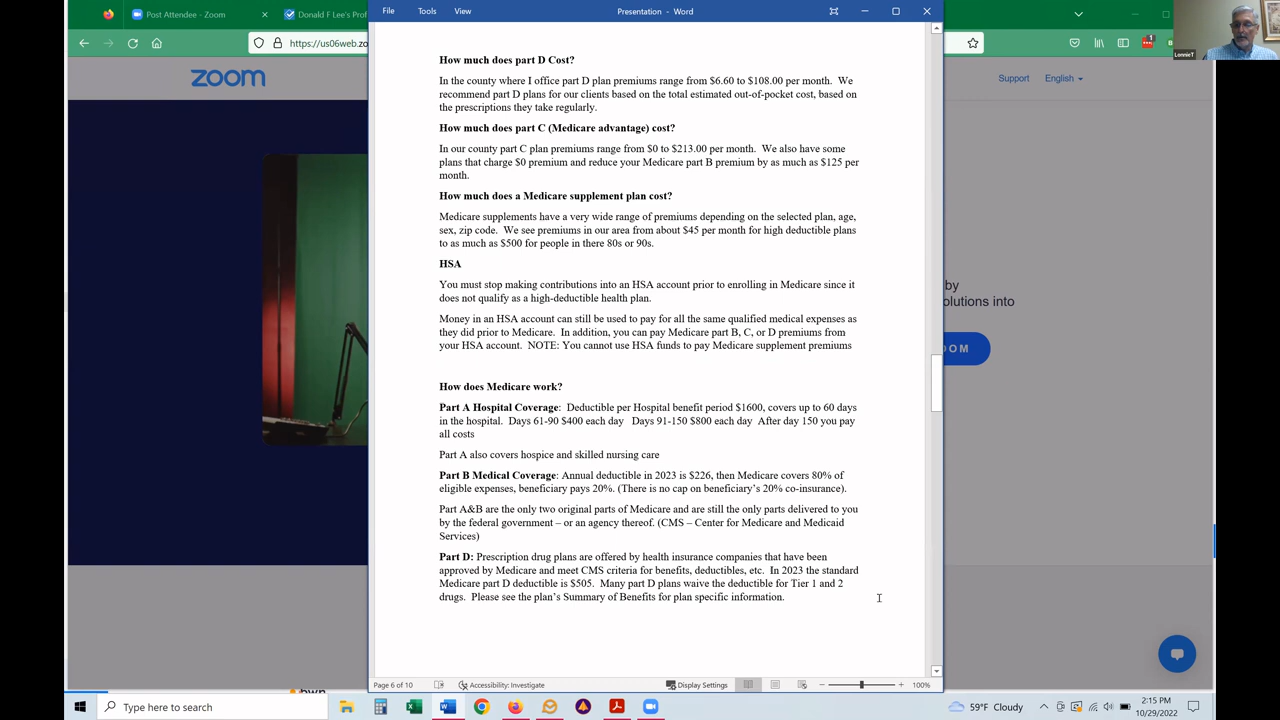 Post Attendee - Zoom
Donald F Lee's Prof
https://us06web.zo
File Tools View
Presentation - Word
LonnieT
zoom
Support English
How much does part D Cost?
In the county where I office part D plan premiums range from $6.60 to $108.00 per month. We
recommend part D plans for our clients based on the total estimated out-of-pocket cost, based on
the prescriptions they take regularly.
How much does part C (Medicare advantage) cost?
In our county part C plan premiums range from $0 to $213.00 per month. We also have some
plans that charge $0 premium and reduce your Medicare part B premium by as much as $125 per
month.
How much does a Medicare supplement plan cost?
Medicare supplements have a very wide range of premiums depending on the selected plan, age,
sex, zip code. We see premiums in our area from about $45 per month for high deductible plans
to as much as $500 for people in there 80s or 90s.
HSA
You must stop making contributions into an HSA account prior to enrolling in Medicare since it
does not qualify as a high-deductible health plan.
Money in an HSA account can still be used to pay for all the same qualified medical expenses as
they did prior to Medicare. In addition, you can pay Medicare part B, C, or D premiums from
your HSA account. NOTE: You cannot use HSA funds to pay Medicare supplement premiums
How does Medicare work?
Part A Hospital Coverage: Deductible per Hospital benefit period $1600, covers up to 60 days
in the hospital. Days 61-90 $400 each day Days 91-150 $800 each day After day 150 you pay
all costs
Part A also covers hospice and skilled nursing care
Part B Medical Coverage: Annual deductible in 2023 is $226, then Medicare covers 80% of
eligible expenses, beneficiary pays 20%. (There is no cap on beneficiary's 20% co-insurance).
Part A&B are the only two original parts of Medicare and are still the only parts delivered to you
by the federal government – or an agency thereof. (CMS – Center for Medicare and Medicaid
Services)
Part D: Prescription drug plans are offered by health insurance companies that have been
approved by Medicare and meet CMS criteria for benefits, deductibles, etc. In 2023 the standard
Medicare part D deductible is $505. Many part D plans waive the deductible for Tier 1 and 2
drugs. Please see the plan's Summary of Benefits for plan specific information.
by
olutions into
OM
Page 6 of 10
Accessibility: Investigate
Display Settings
100%
Type here to search
59°F Cloudy
2:15 PM
10/29/2022